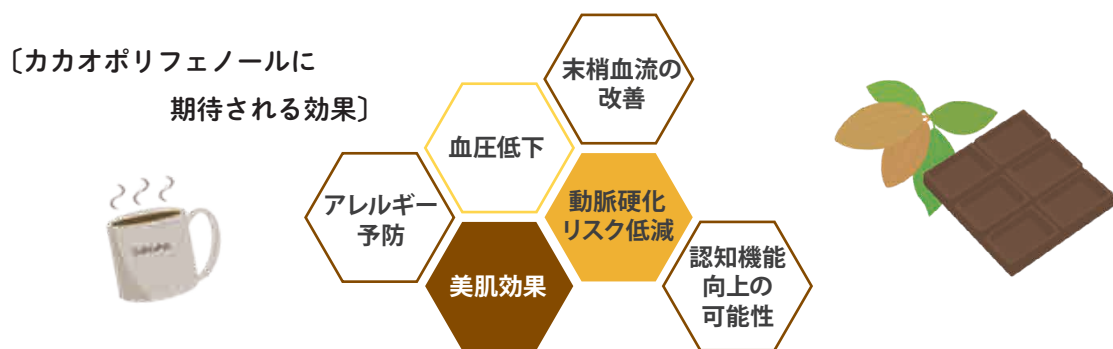 〔カカオポリフェノールに
期待される効果〕
末梢血流の
改善
血圧低下
アレルギー
予防
動脈硬化
リスク低減
美肌効果
認知機能
向上の
可能性